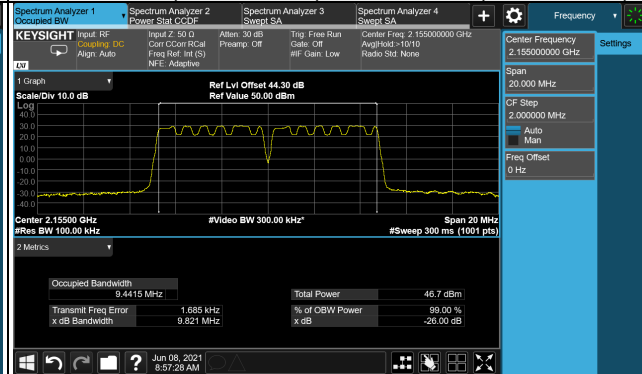 Spectrum Analyzer 1
Occupied BW
Spectrum Analyzer 2
Power Stat CCDF
Spectrum Analyzer 3
Swept SA
Spectrum Analyzer 4
Swept SA
+
Frequency
KEYSIGHT
LXI
Input: RF
Coupling: DC
Align: Auto
Input Z: 50 Ω
Corr CCorr RCal
Freq Ref: Int (S)
NFE: Adaptive
Atten: 30 dB
Preamp: Off
Trig: Free Run
Gate: Off
#IF Gain: Low
Center Freq: 2.155000000 GHz
Avg|Hold:>10/10
Radio Std: None
Center Frequency
2.155000000 GHz
Settings
Span
20.000 MHz
CF Step
2.000000 MHz
Auto
Man
Freq Offset
0 Hz
1 Graph
Scale/Div 10.0 dB
Ref Lvl Offset 44.30 dB
Ref Value 50.00 dBm
Log
40.0
30.0
20.0
10.0
0.00
-10.0
-20.0
-30.0
-40.0
Center 2.15500 GHz
#Res BW 100.00 kHz
#Video BW 300.00 kHz*
Span 20 MHz
#Sweep 300 ms (1001 pts)
2 Metrics
Occupied Bandwidth
9.4415 MHz
Total Power 46.7 dBm
Transmit Freq Error 1.685 kHz
% of OBW Power 99.00 %
x dB Bandwidth 9.821 MHz
x dB -26.00 dB
?
Jun 08, 2021
8:57:28 AM